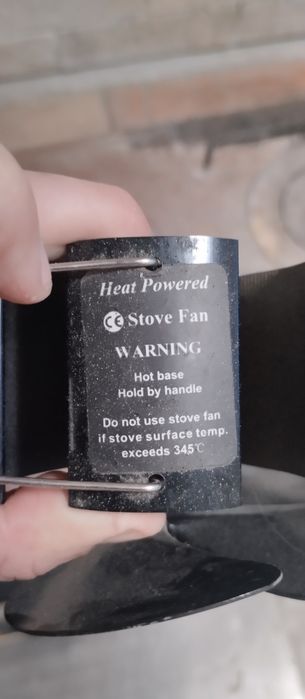 Heat Powered
CE Stove Fan
WARNING
Hot base
Hold by handle
Do not use stove fan
if stove surface temp.
exceeds 345℃